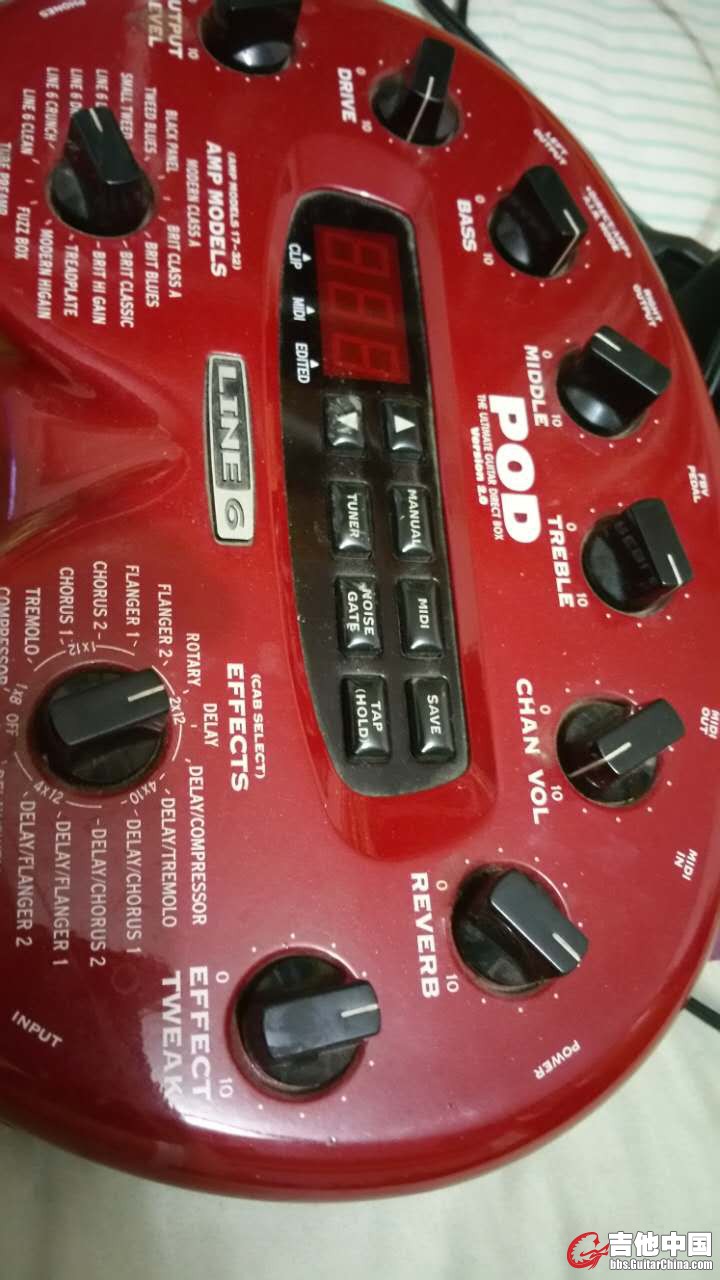 PHONES
OUTPUT
LEVEL
10
DRIVE
0
10
BASS
0
10
MIDDLE
0
10
TREBLE
0
10
CHAN VOL
0
10
REVERB
0
10
EFFECT
TWEAK
0
10
LEFT
OUTPUT
RIGHT
OUTPUT
FBV
PEDAL
MIDI
OUT
MIDI
IN
POWER
INPUT
POD
THE ULTIMATE GUITAR DIRECT BOX
Version 2.0
CLIP
MIDI
EDITED
MANUAL
MIDI
SAVE
TUNER
NOISE
GATE
TAP
(HOLD)
LINE 6
(AMP MODELS 17-32)
AMP MODELS
TUBE PREAMP
LINE 6 CLEAN
LINE 6 CRUNCH
SMALL TWEED
TWEED BLUES
BLACK PANEL
MODERN CLASS A
BRIT CLASS A
BRIT BLUES
BRIT CLASSIC
BRIT HI GAIN
TREADPLATE
MODERN HIGAIN
FUZZ BOX
(CAB SELECT)
EFFECTS
COMPRESSOR
TREMOLO
CHORUS 1
CHORUS 2
FLANGER 1
FLANGER 2
ROTARY
DELAY
DELAY/COMPRESSOR
DELAY/TREMOLO
DELAY/CHORUS 1
DELAY/CHORUS 2
DELAY/FLANGER 1
DELAY/FLANGER 2
OFF
1x8
1x12
2x12
4x10
4x12
吉他中国
bbs.GuitarChina.com